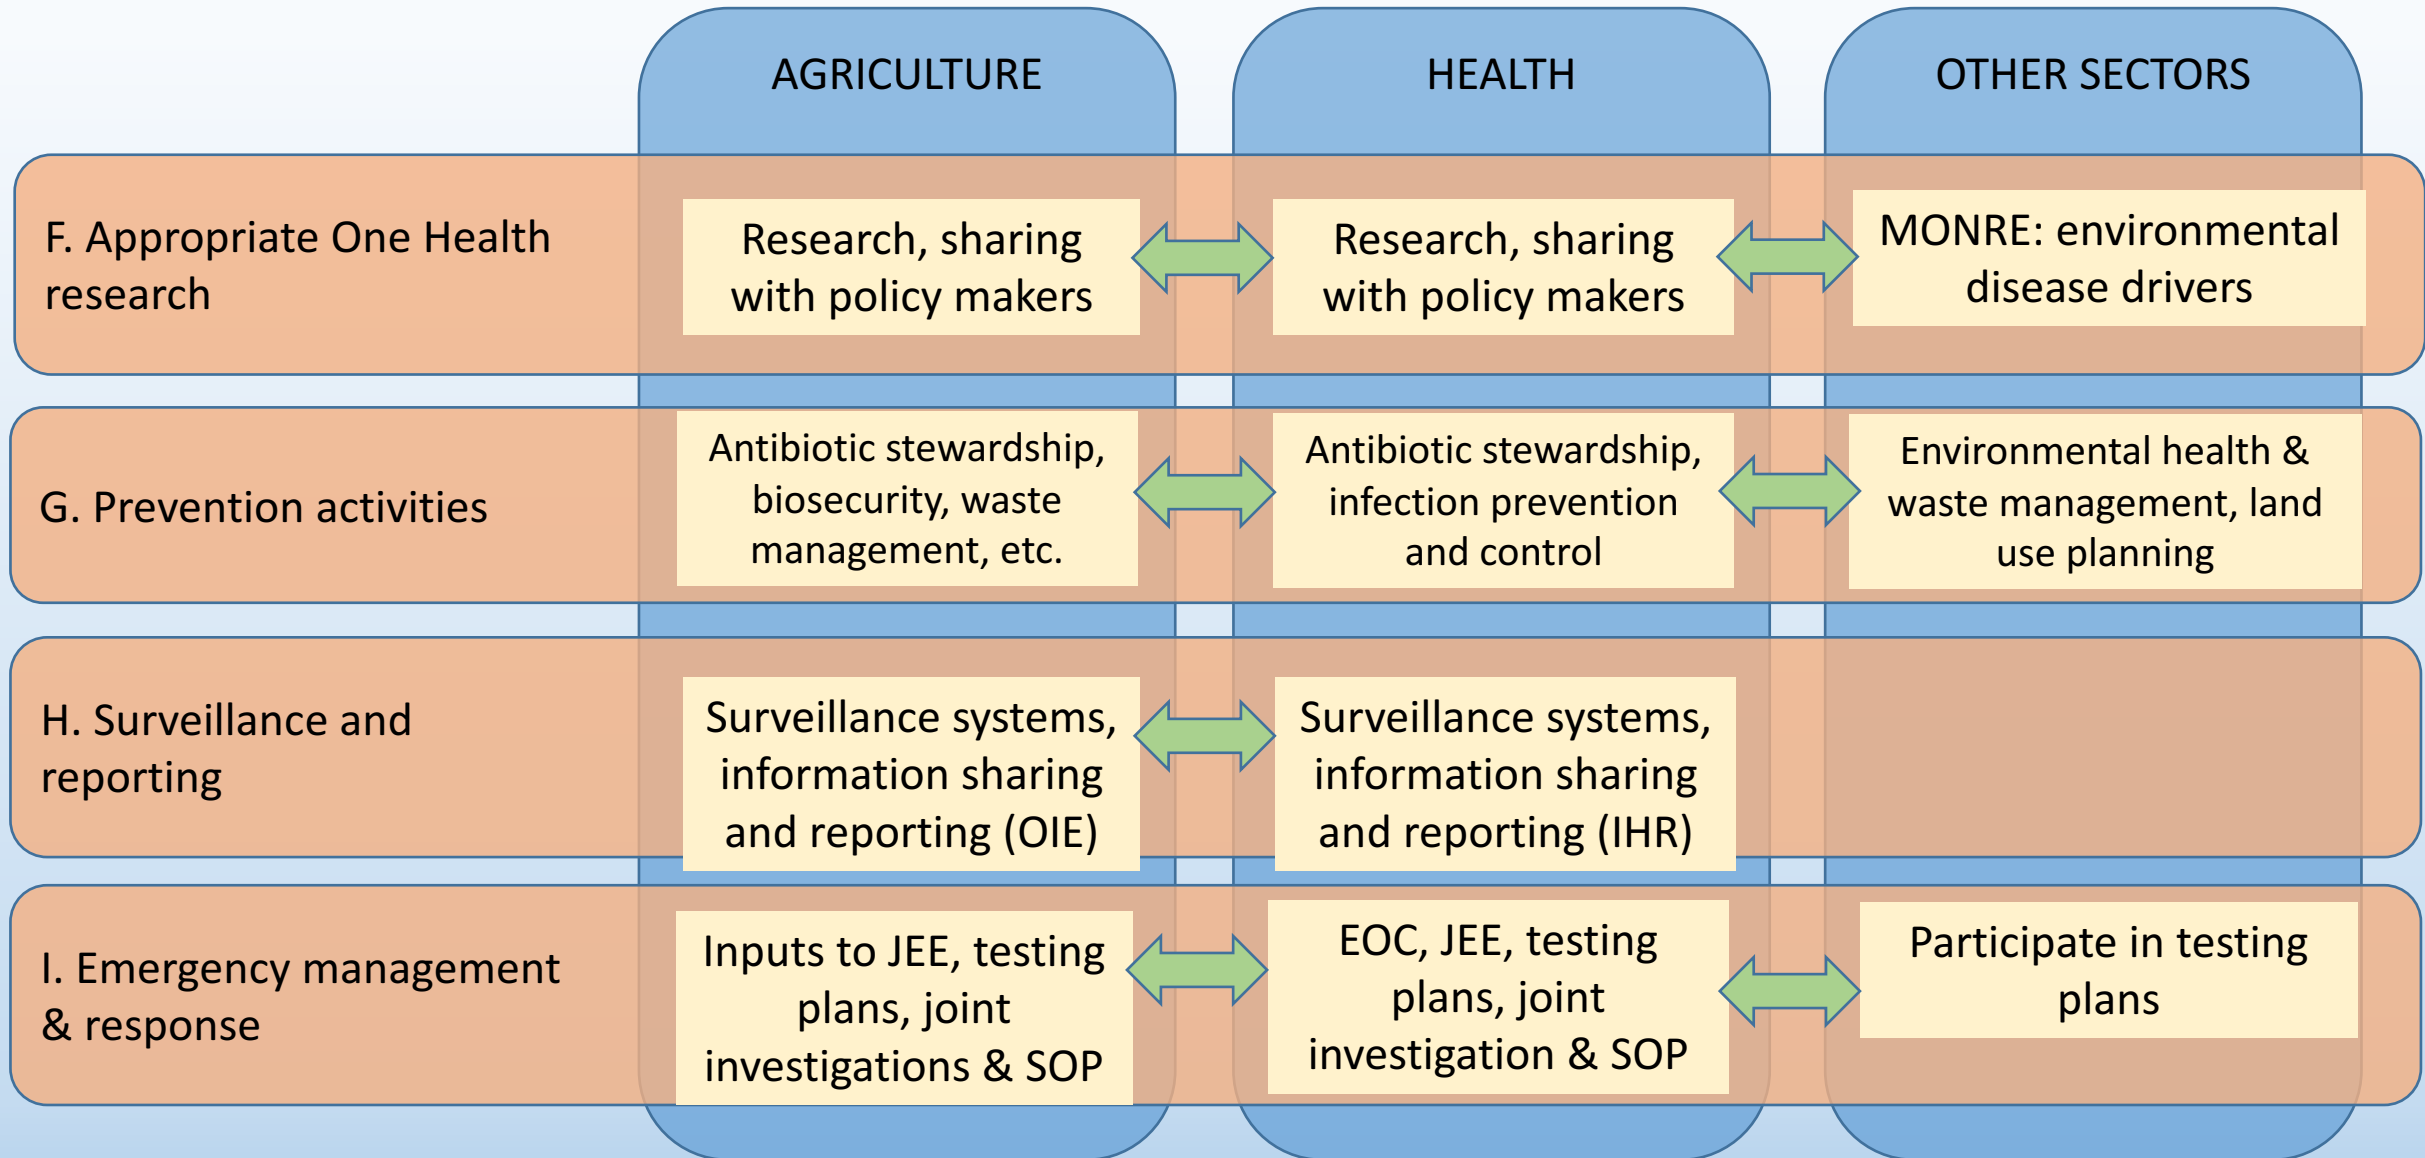 AGRICULTURE
HEALTH
OTHER SECTORS
F. Appropriate One Health
research
Research, sharing
with policy makers
Research, sharing
with policy makers
MONRE: environmental
disease drivers
G. Prevention activities
Antibiotic stewardship,
biosecurity, waste
management, etc.
Antibiotic stewardship,
infection prevention
and control
Environmental health &
waste management, land
use planning
H. Surveillance and
reporting
Surveillance systems,
information sharing
and reporting (OIE)
Surveillance systems,
information sharing
and reporting (IHR)
I. Emergency management
& response
Inputs to JEE, testing
plans, joint
investigations & SOP
EOC, JEE, testing
plans, joint
investigation & SOP
Participate in testing
plans